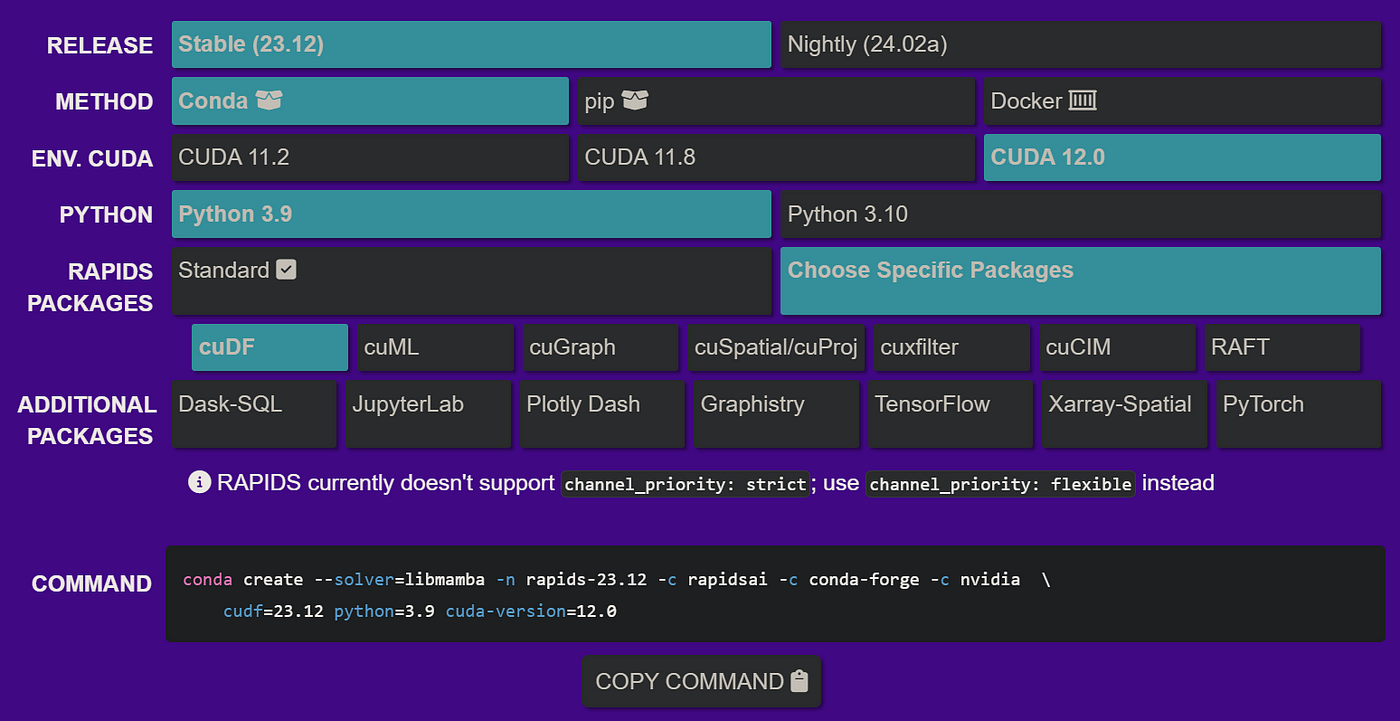 RELEASE Stable (23.12) Nightly (24.02a)
METHOD Conda pip Docker
ENV. CUDA CUDA 11.2 CUDA 11.8 CUDA 12.0
PYTHON Python 3.9 Python 3.10
RAPIDS PACKAGES Standard Choose Specific Packages
cuDF cuML cuGraph cuSpatial/cuProj cuxfilter cuCIM RAFT
ADDITIONAL PACKAGES Dask-SQL JupyterLab Plotly Dash Graphistry TensorFlow Xarray-Spatial PyTorch
RAPIDS currently doesn't support channel_priority: strict; use channel_priority: flexible instead
COMMAND conda create --solver=libmamba -n rapids-23.12 -c rapidsai -c conda-forge -c nvidia \
cudf=23.12 python=3.9 cuda-version=12.0
COPY COMMAND